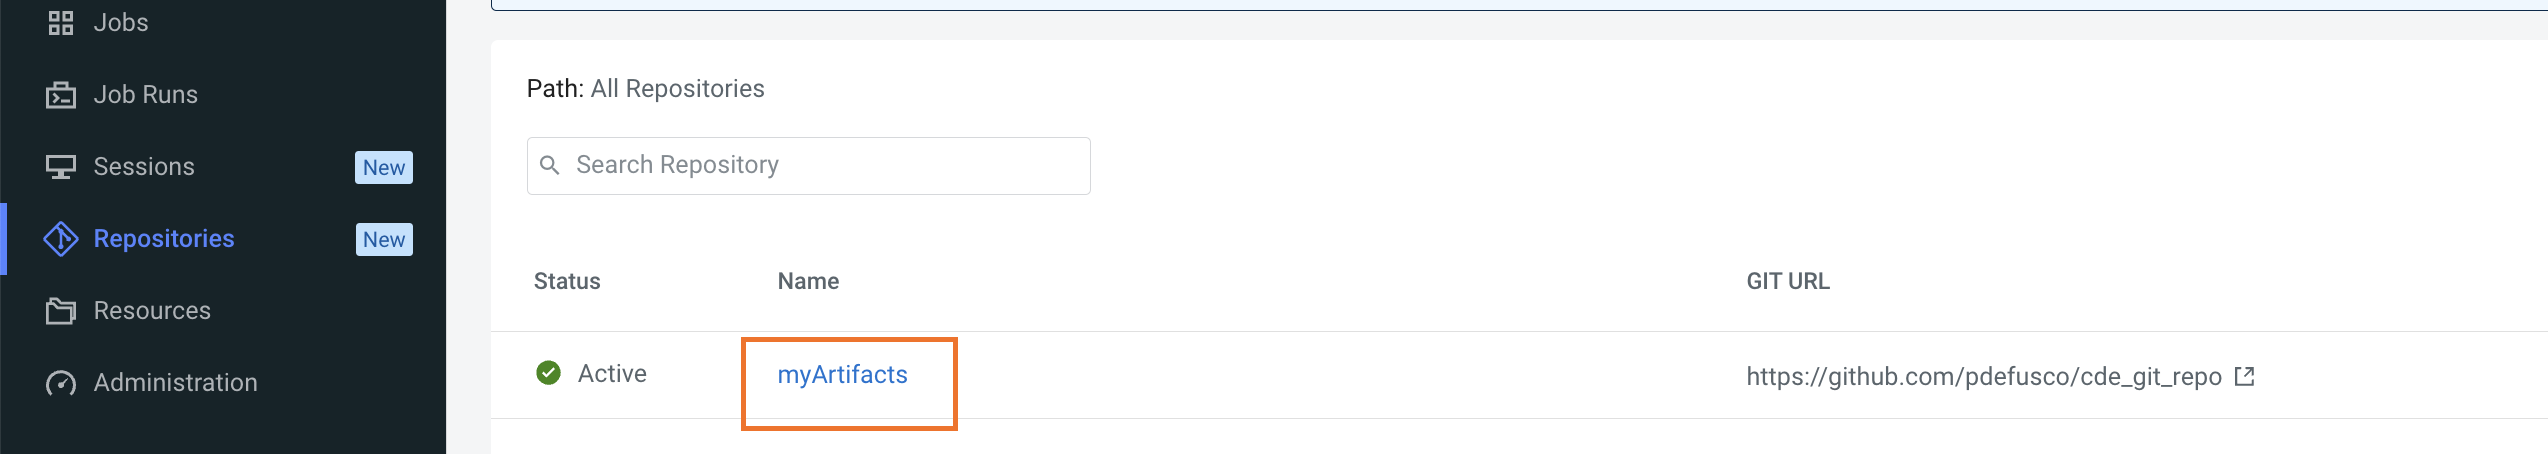 Jobs
Job Runs
Sessions New
Repositories New
Resources
Administration
Path: All Repositories
Search Repository
Status Name GIT URL
Active myArtifacts https://github.com/pdefusco/cde_git_repo